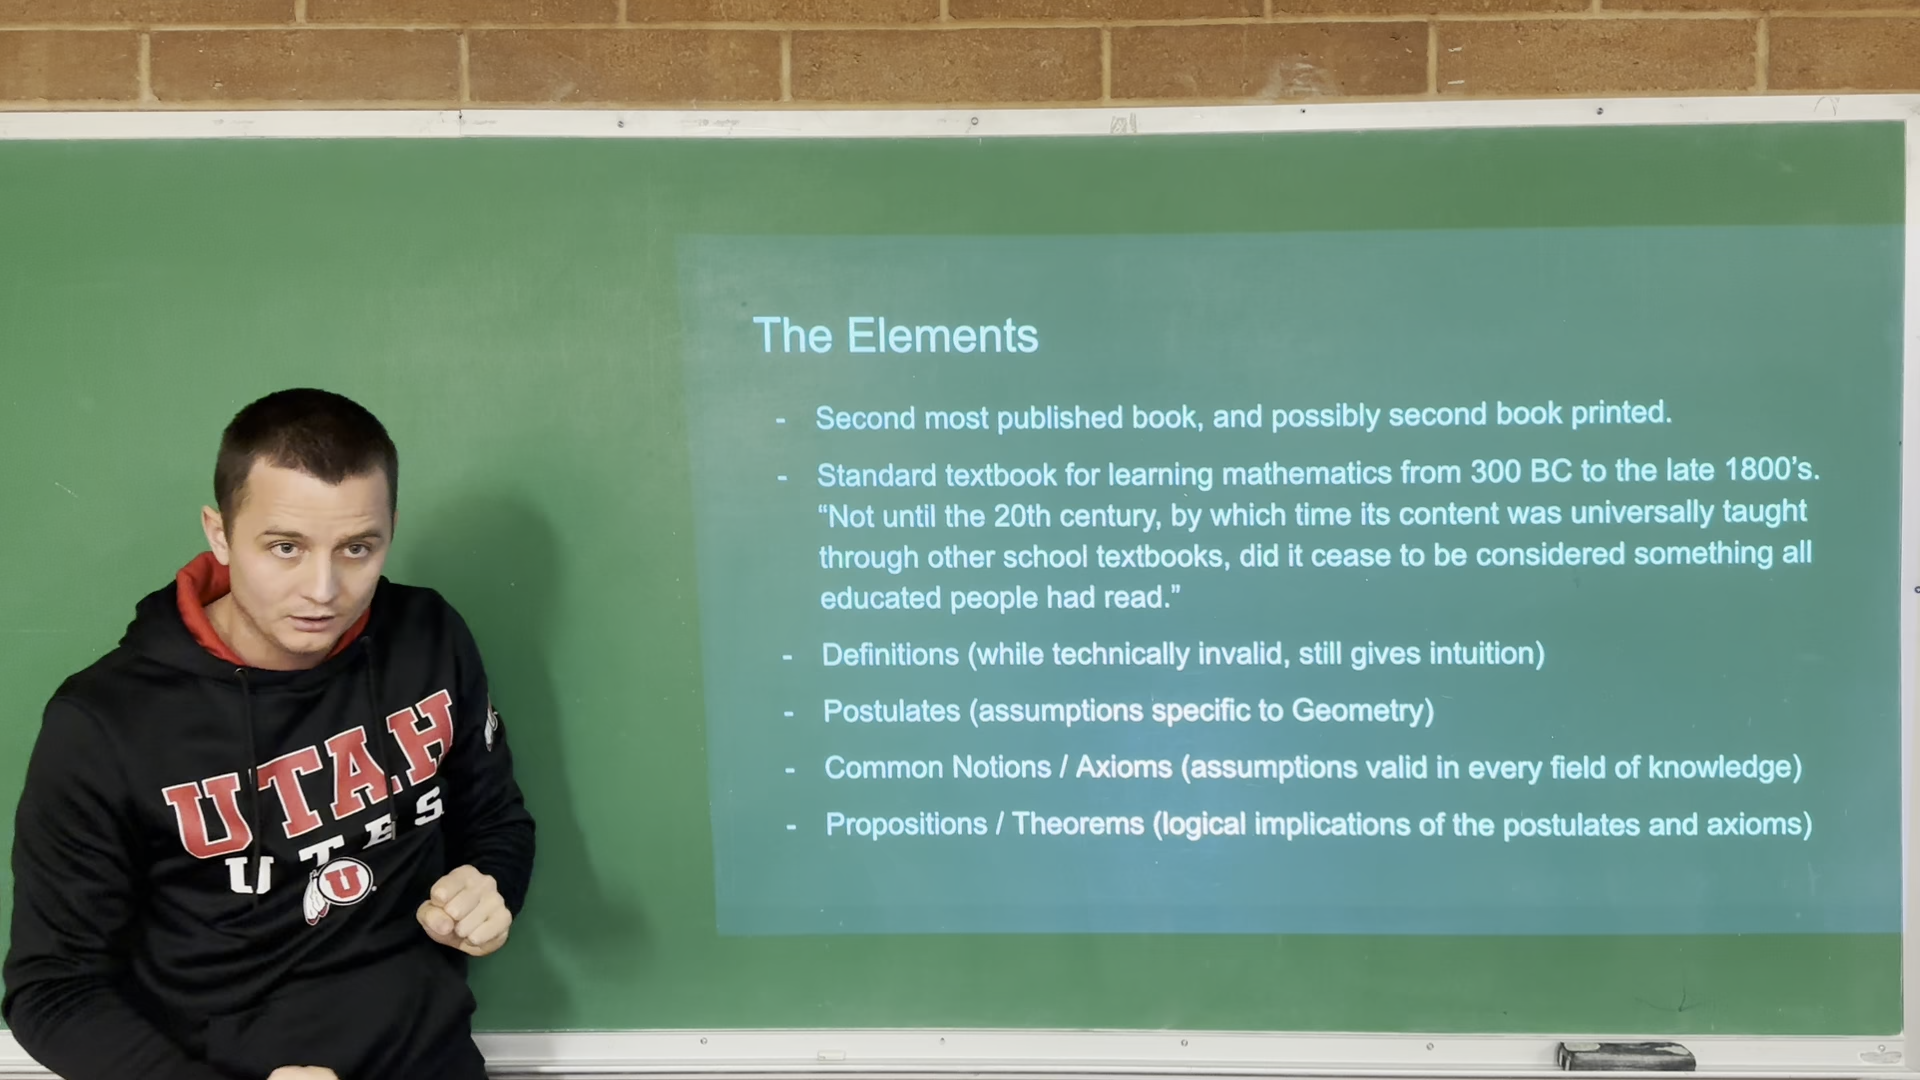 The Elements
- Second most published book, and possibly second book printed.
- Standard textbook for learning mathematics from 300 BC to the late 1800's.
“Not until the 20th century, by which time its content was universally taught
through other school textbooks, did it cease to be considered something all
educated people had read.”
- Definitions (while technically invalid, still gives intuition)
- Postulates (assumptions specific to Geometry)
- Common Notions / Axioms (assumptions valid in every field of knowledge)
- Propositions / Theorems (logical implications of the postulates and axioms)
UTAH
UTES
U